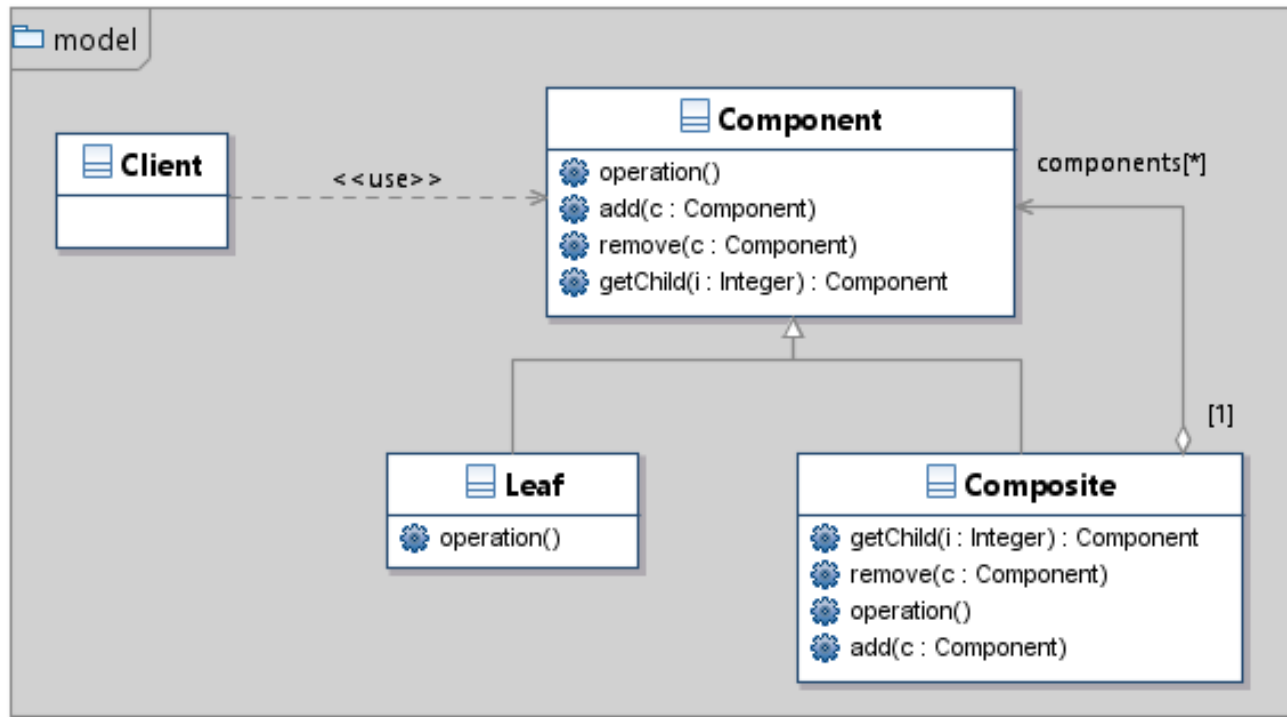 model
Client
<<use>>
Component
operation()
add(c : Component)
remove(c : Component)
getChild(i : Integer) : Component
components[*]
[1]
Leaf
operation()
Composite
getChild(i : Integer) : Component
remove(c : Component)
operation()
add(c : Component)